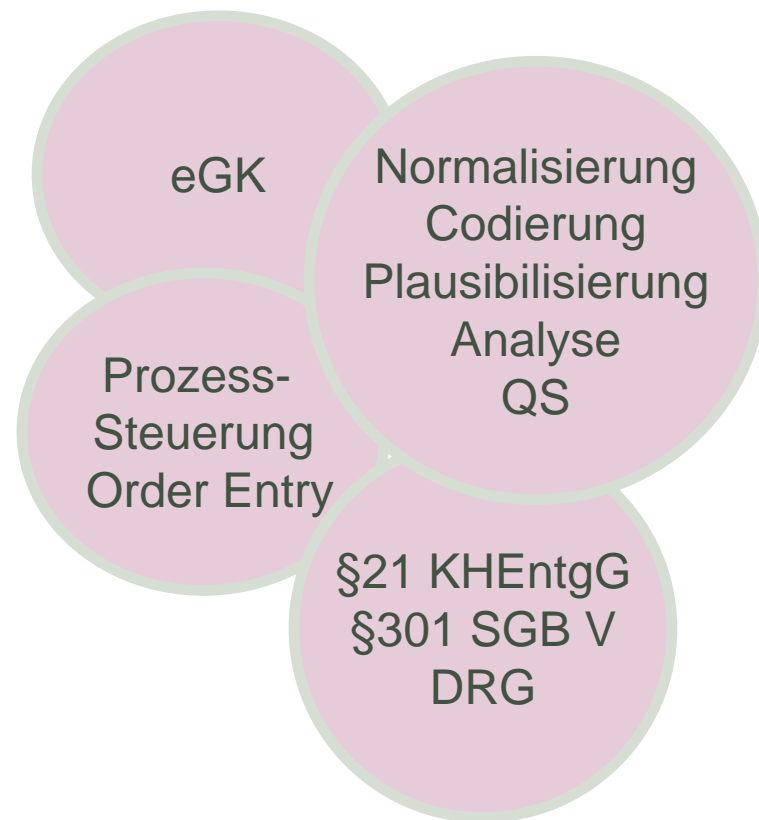 eGK
Normalisierung
Codierung
Plausibilisierung
Analyse
QS
Prozess-
Steuerung
Order Entry
§21 KHEntgG
§301 SGB V
DRG